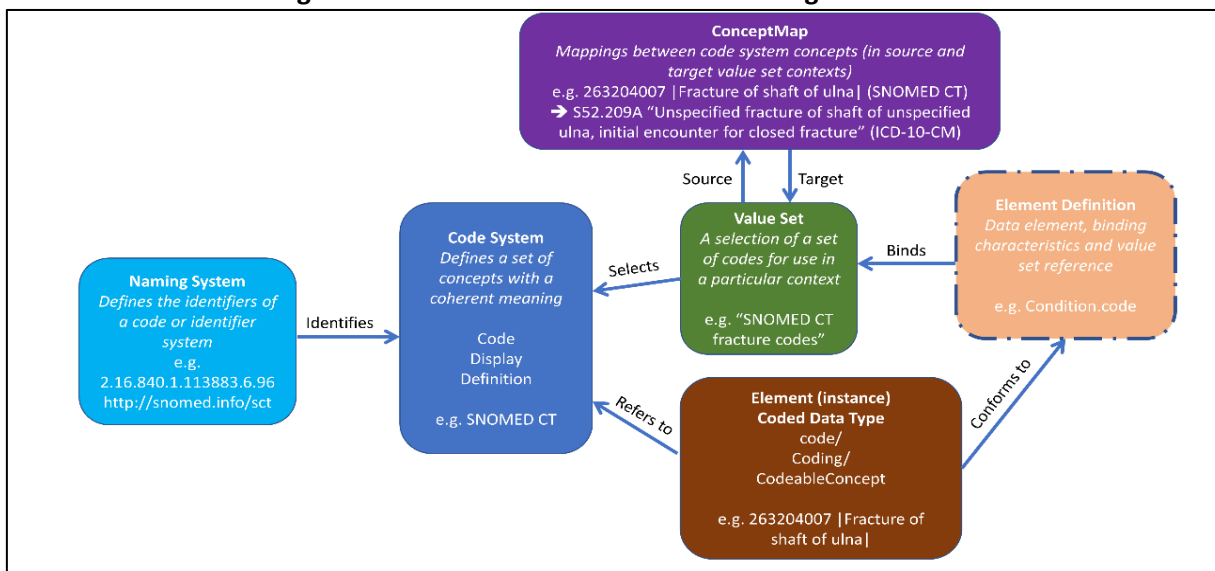 ConceptMap
Mappings between code system concepts (in source and
target value set contexts)
e.g. 263204007 |Fracture of shaft of ulna| (SNOMED CT)
➔ S52.209A “Unspecified fracture of shaft of unspecified
ulna, initial encounter for closed fracture” (ICD-10-CM)
Source
Target
Element Definition
Data element, binding
characteristics and value
set reference
e.g. Condition.code
Value Set
A selection of a set
of codes for use in
a particular context
e.g. “SNOMED CT
fracture codes”
Binds
Code System
Defines a set of
concepts with a
coherent meaning
Code
Display
Definition
e.g. SNOMED CT
Selects
Naming System
Defines the identifiers of
a code or identifier
system
e.g.
2.16.840.1.113883.6.96
http://snomed.info/sct
Identifies
Refers to
Element (instance)
Coded Data Type
code/
Coding/
CodeableConcept
e.g. 263204007 |Fracture of
shaft of ulna|
Conforms to